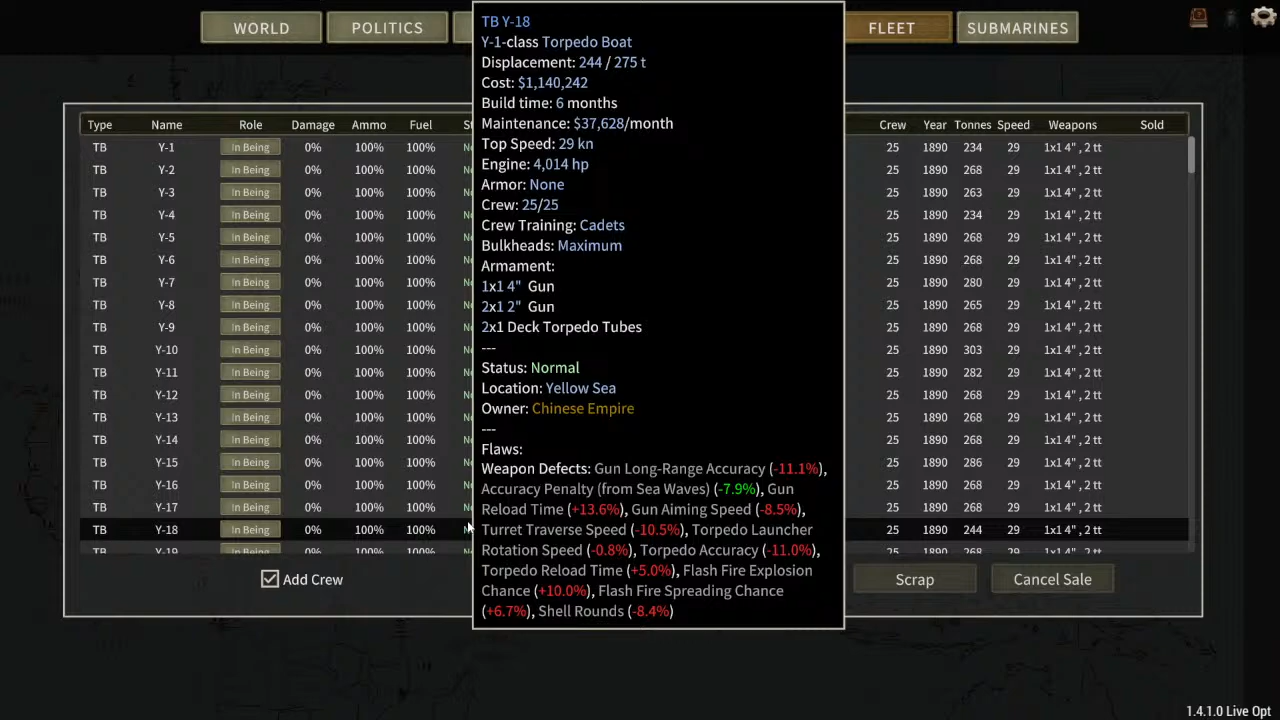 WORLD POLITICS FLEET SUBMARINES
TB Y-18
Y-1-class Torpedo Boat
Displacement: 244 / 275 t
Cost: $1,140,242
Build time: 6 months
Maintenance: $37,628/month
Top Speed: 29 kn
Engine: 4,014 hp
Armor: None
Crew: 25/25
Crew Training: Cadets
Bulkheads: Maximum
Armament:
1x1 4" Gun
2x1 2" Gun
2x1 Deck Torpedo Tubes
---
Status: Normal
Location: Yellow Sea
Owner: Chinese Empire
---
Flaws:
Weapon Defects: Gun Long-Range Accuracy (-11.1%),
Accuracy Penalty (from Sea Waves) (-7.9%), Gun
Reload Time (+13.6%), Gun Aiming Speed (-8.5%),
Turret Traverse Speed (-10.5%), Torpedo Launcher
Rotation Speed (-0.8%), Torpedo Accuracy (-11.0%),
Torpedo Reload Time (+5.0%), Flash Fire Explosion
Chance (+10.0%), Flash Fire Spreading Chance
(+6.7%), Shell Rounds (-8.4%)
Type Name Role Damage Ammo Fuel Crew Year Tonnes Speed Weapons Sold
TB Y-1 In Being 0% 100% 100% 25 1890 234 29 1x1 4" , 2 tt
TB Y-2 In Being 0% 100% 100% 25 1890 268 29 1x1 4" , 2 tt
TB Y-3 In Being 0% 100% 100% 25 1890 263 29 1x1 4" , 2 tt
TB Y-4 In Being 0% 100% 100% 25 1890 234 29 1x1 4" , 2 tt
TB Y-5 In Being 0% 100% 100% 25 1890 268 29 1x1 4" , 2 tt
TB Y-6 In Being 0% 100% 100% 25 1890 268 29 1x1 4" , 2 tt
TB Y-7 In Being 0% 100% 100% 25 1890 280 29 1x1 4" , 2 tt
TB Y-8 In Being 0% 100% 100% 25 1890 265 29 1x1 4" , 2 tt
TB Y-9 In Being 0% 100% 100% 25 1890 268 29 1x1 4" , 2 tt
TB Y-10 In Being 0% 100% 100% 25 1890 303 29 1x1 4" , 2 tt
TB Y-11 In Being 0% 100% 100% 25 1890 282 29 1x1 4" , 2 tt
TB Y-12 In Being 0% 100% 100% 25 1890 268 29 1x1 4" , 2 tt
TB Y-13 In Being 0% 100% 100% 25 1890 268 29 1x1 4" , 2 tt
TB Y-14 In Being 0% 100% 100% 25 1890 268 29 1x1 4" , 2 tt
TB Y-15 In Being 0% 100% 100% 25 1890 286 29 1x1 4" , 2 tt
TB Y-16 In Being 0% 100% 100% 25 1890 268 29 1x1 4" , 2 tt
TB Y-17 In Being 0% 100% 100% 25 1890 268 29 1x1 4" , 2 tt
TB Y-18 In Being 0% 100% 100% 25 1890 244 29 1x1 4" , 2 tt
TB Y-19 In Being 0% 100% 100% 25 1890 268 29 1x1 4" , 2 tt
Add Crew Scrap Cancel Sale
1.4.1.0 Live Opt